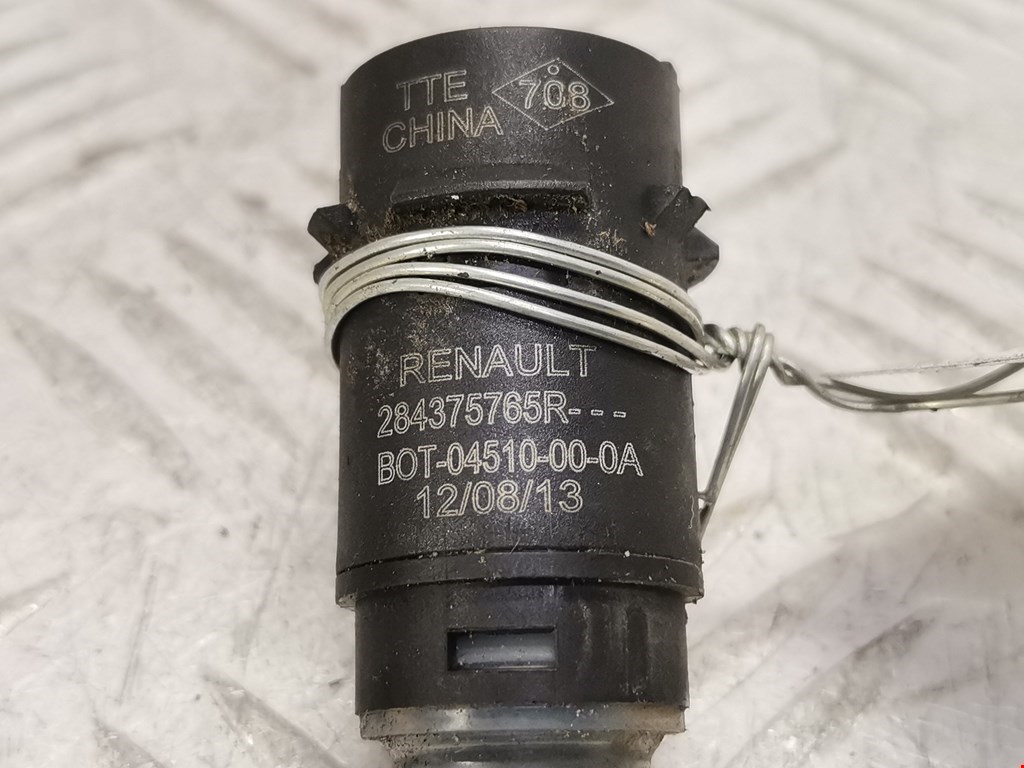 TTE
CHINA
708
RENAULT
284375765R---
BOT-04510-00-0A
12/08/13